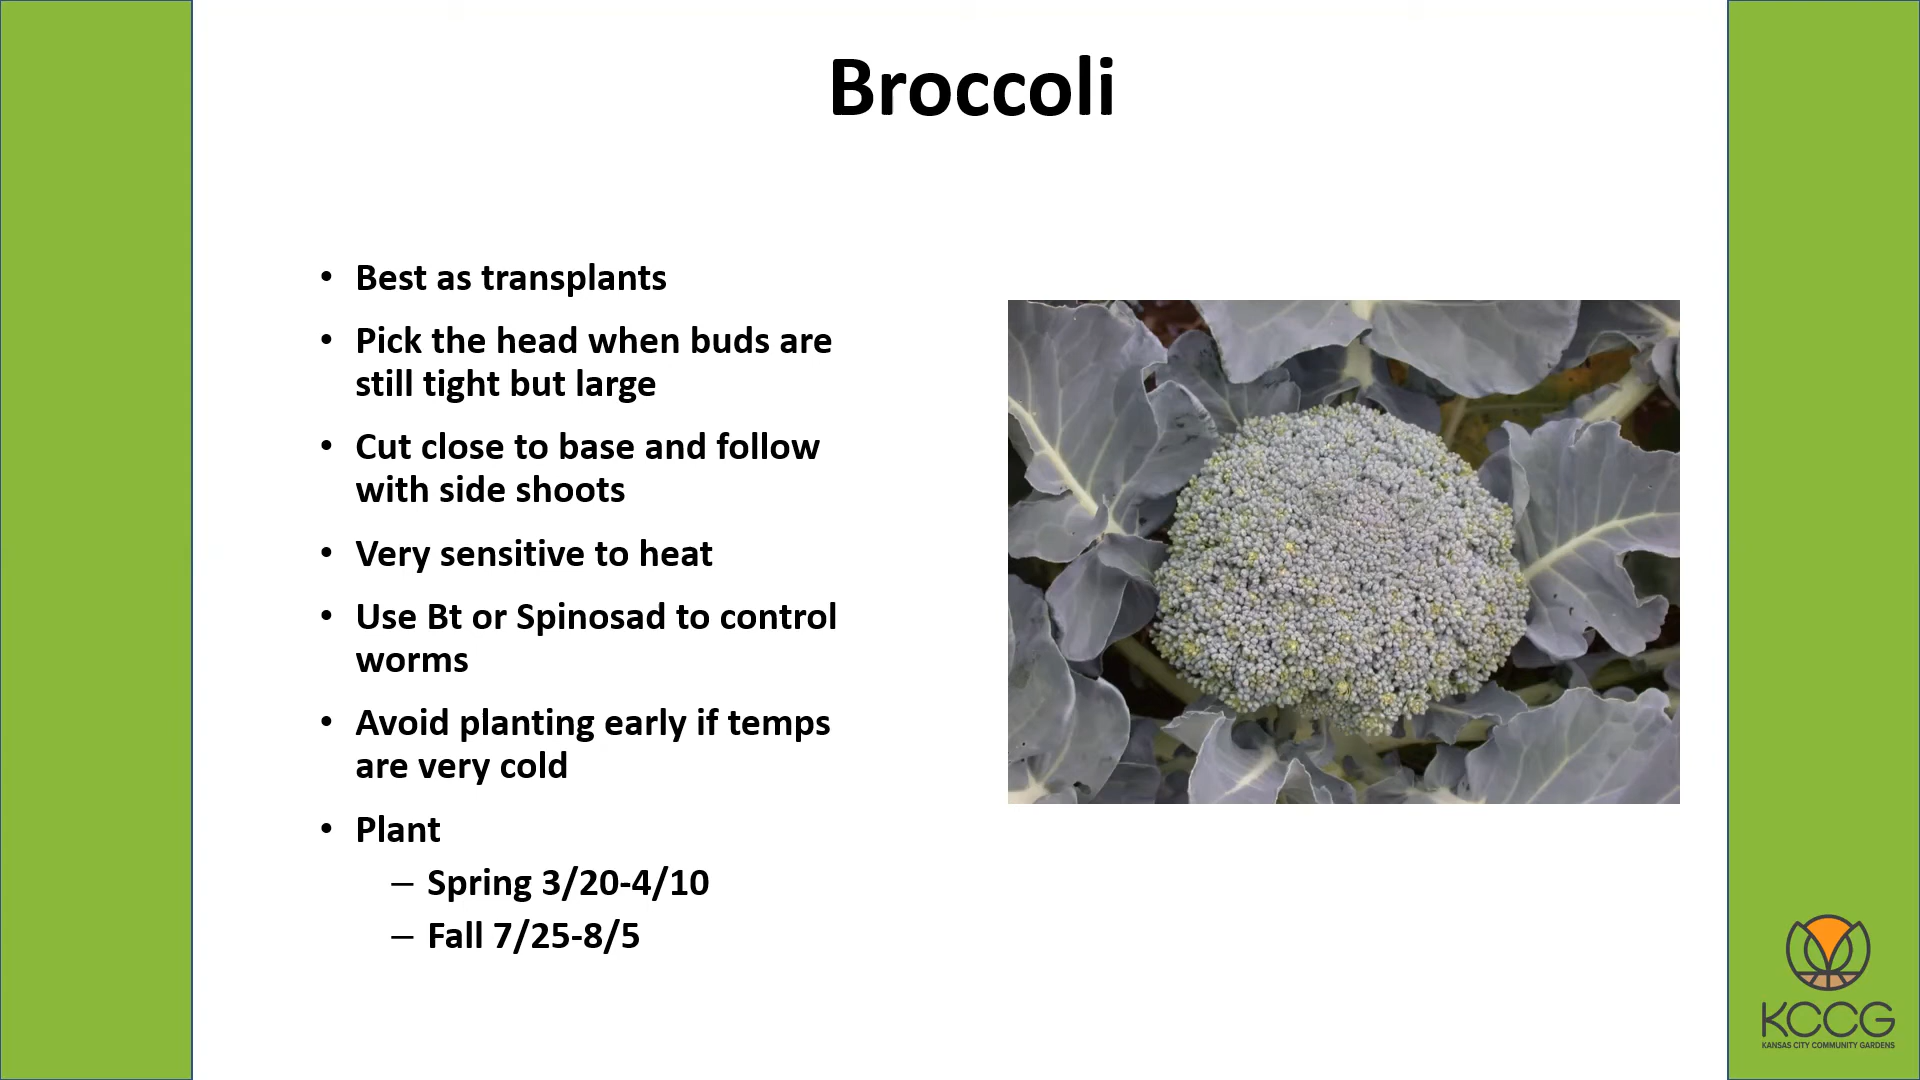 Broccoli
• Best as transplants
• Pick the head when buds are
still tight but large
• Cut close to base and follow
with side shoots
• Very sensitive to heat
• Use Bt or Spinosad to control
worms
• Avoid planting early if temps
are very cold
• Plant
– Spring 3/20-4/10
– Fall 7/25-8/5
KCCG
KANSAS CITY COMMUNITY GARDENS